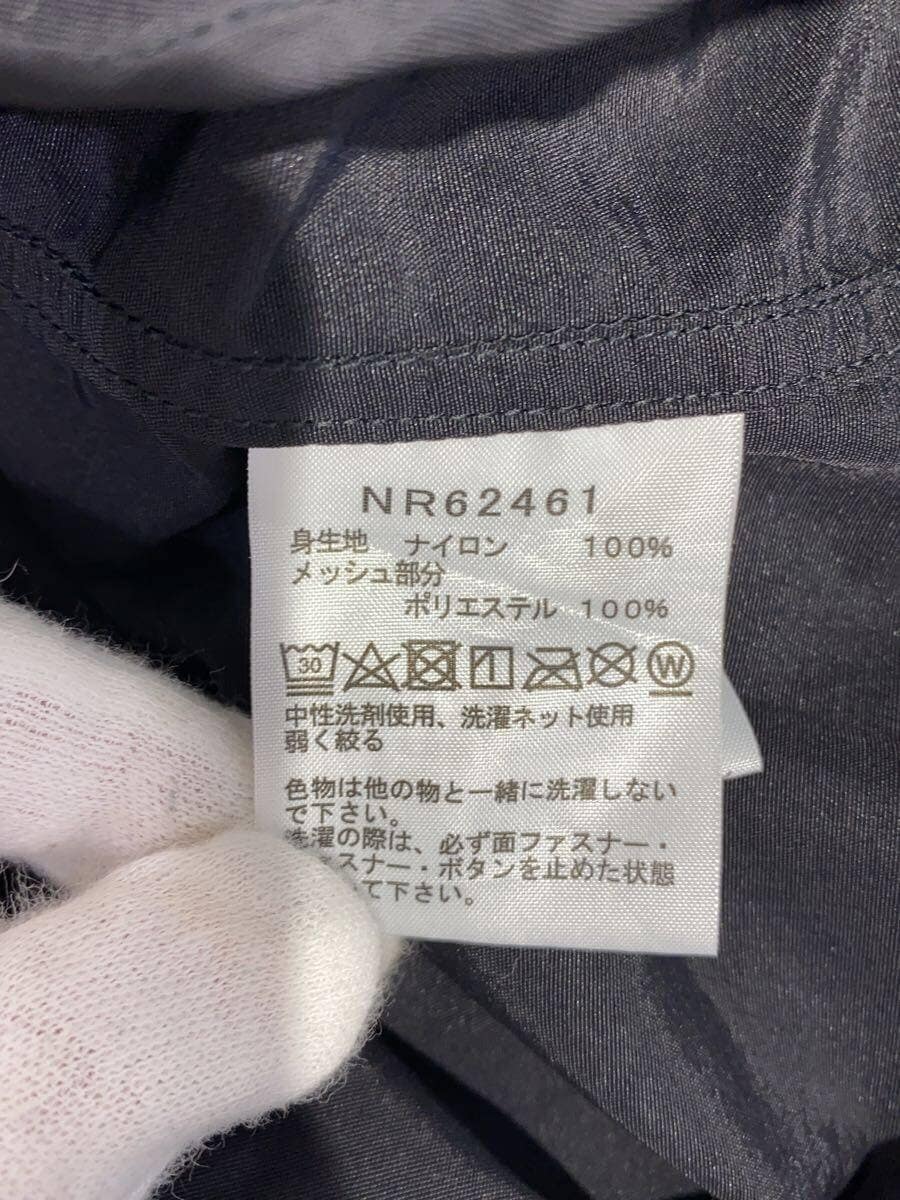 NR62461
身生地 ナイロン 100%
メッシュ部分
ポリエステル 100%
30 W
中性洗剤使用、洗濯ネット使用
弱く絞る
色物は他の物と一緒に洗濯しない
で下さい。
洗濯の際は、必ず面ファスナー・
スナー・ボタンを止めた状態
て下さい。